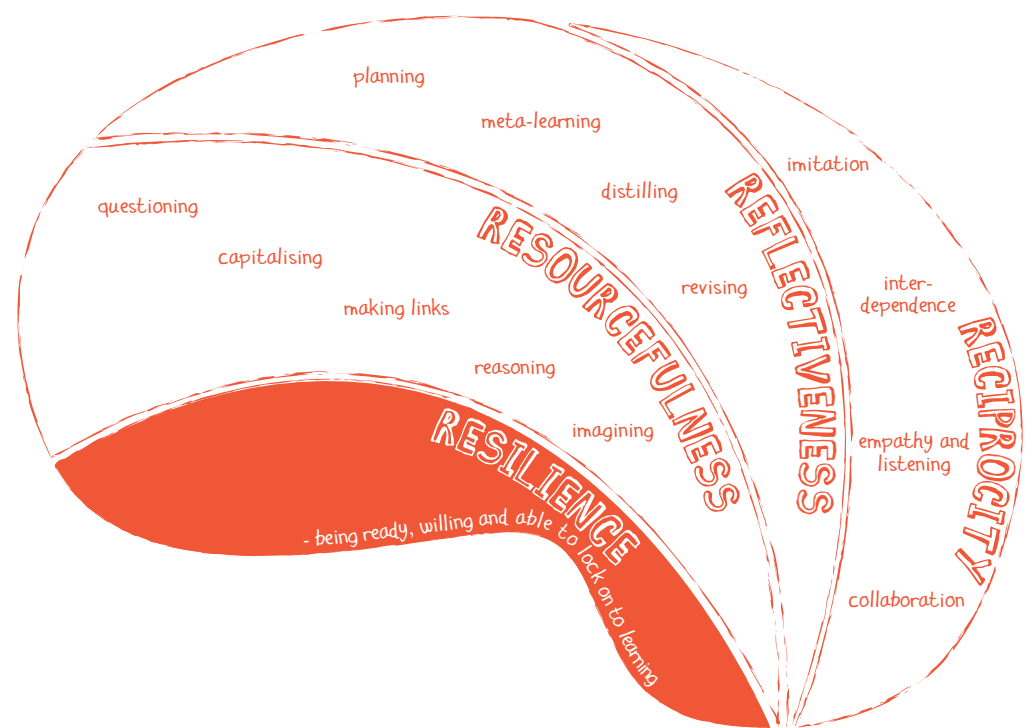 planning
meta-learning
distilling
revising
REFLECTIVENESS
imitation
inter-
dependence
empathy and
listening
collaboration
RECIPROCITY
questioning
capitalising
making links
reasoning
imagining
RESOURCEFULNESS
RESILIENCE
- being ready, willing and able to lock on to learning